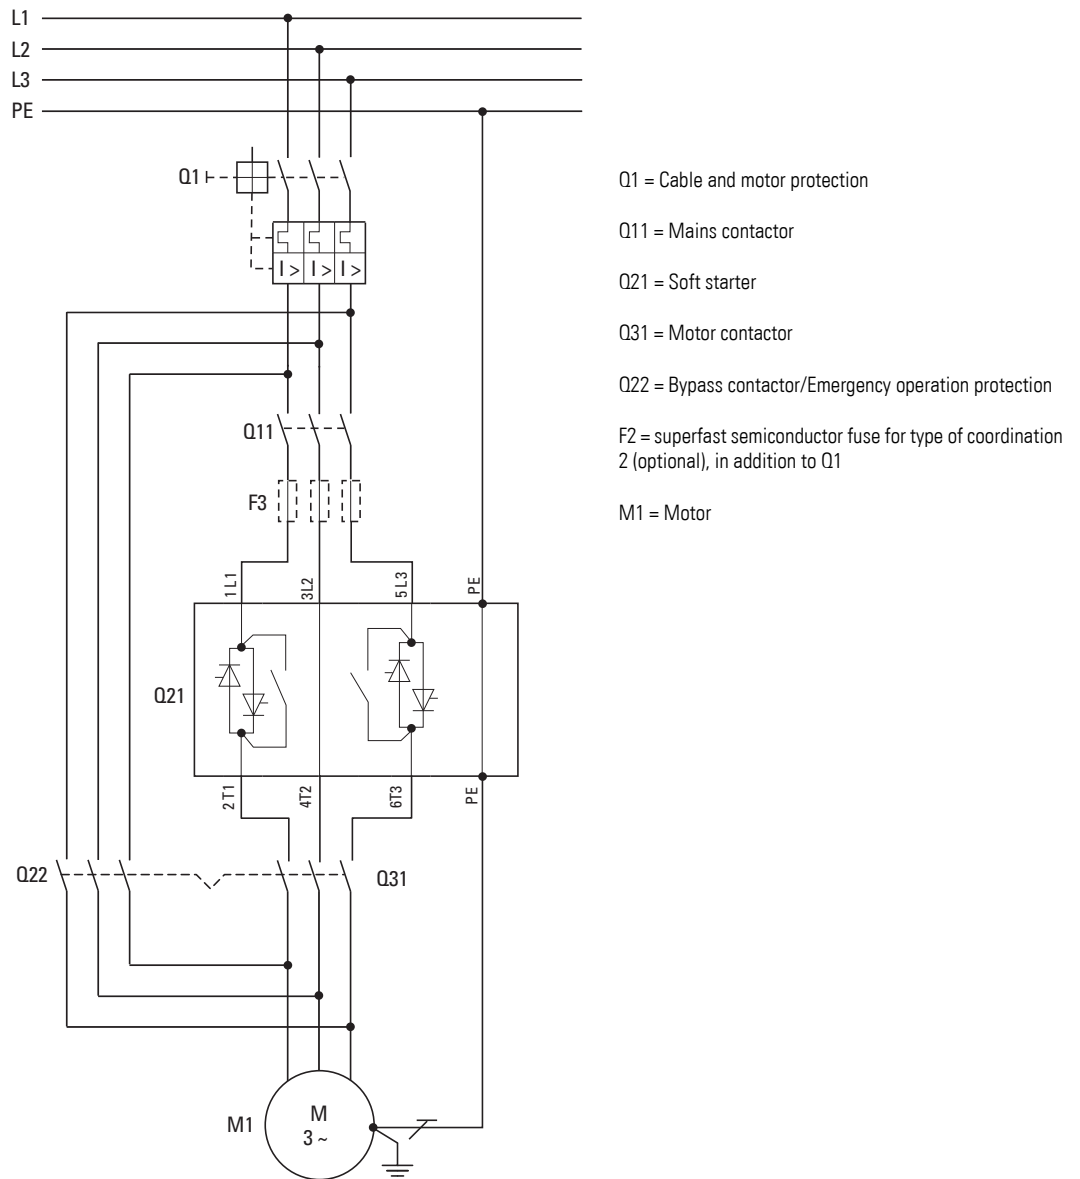 L1
L2
L3
PE
Q1
I > I > I >
Q11
F3
1 L1
3L2
5 L3
PE
Q21
2 T1
4T2
6T3
PE
Q22
Q31
M1
M
3 ~
Q1 = Cable and motor protection
Q11 = Mains contactor
Q21 = Soft starter
Q31 = Motor contactor
Q22 = Bypass contactor/Emergency operation protection
F2 = superfast semiconductor fuse for type of coordination
2 (optional), in addition to Q1
M1 = Motor